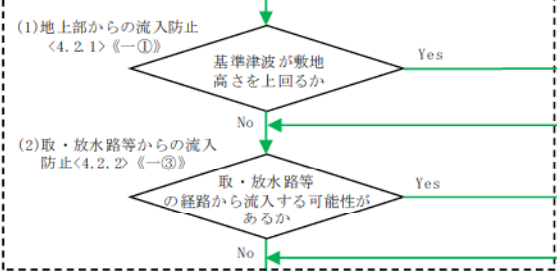 (1)地上部からの流入防止
<4.2.1>《一①》
基準津波が敷地
高さを上回るか
Yes
No
(2)取・放水路等からの流入
防止<4.2.2>《一③》
取・放水路等
の経路から流入する可能性が
あるか
Yes
No